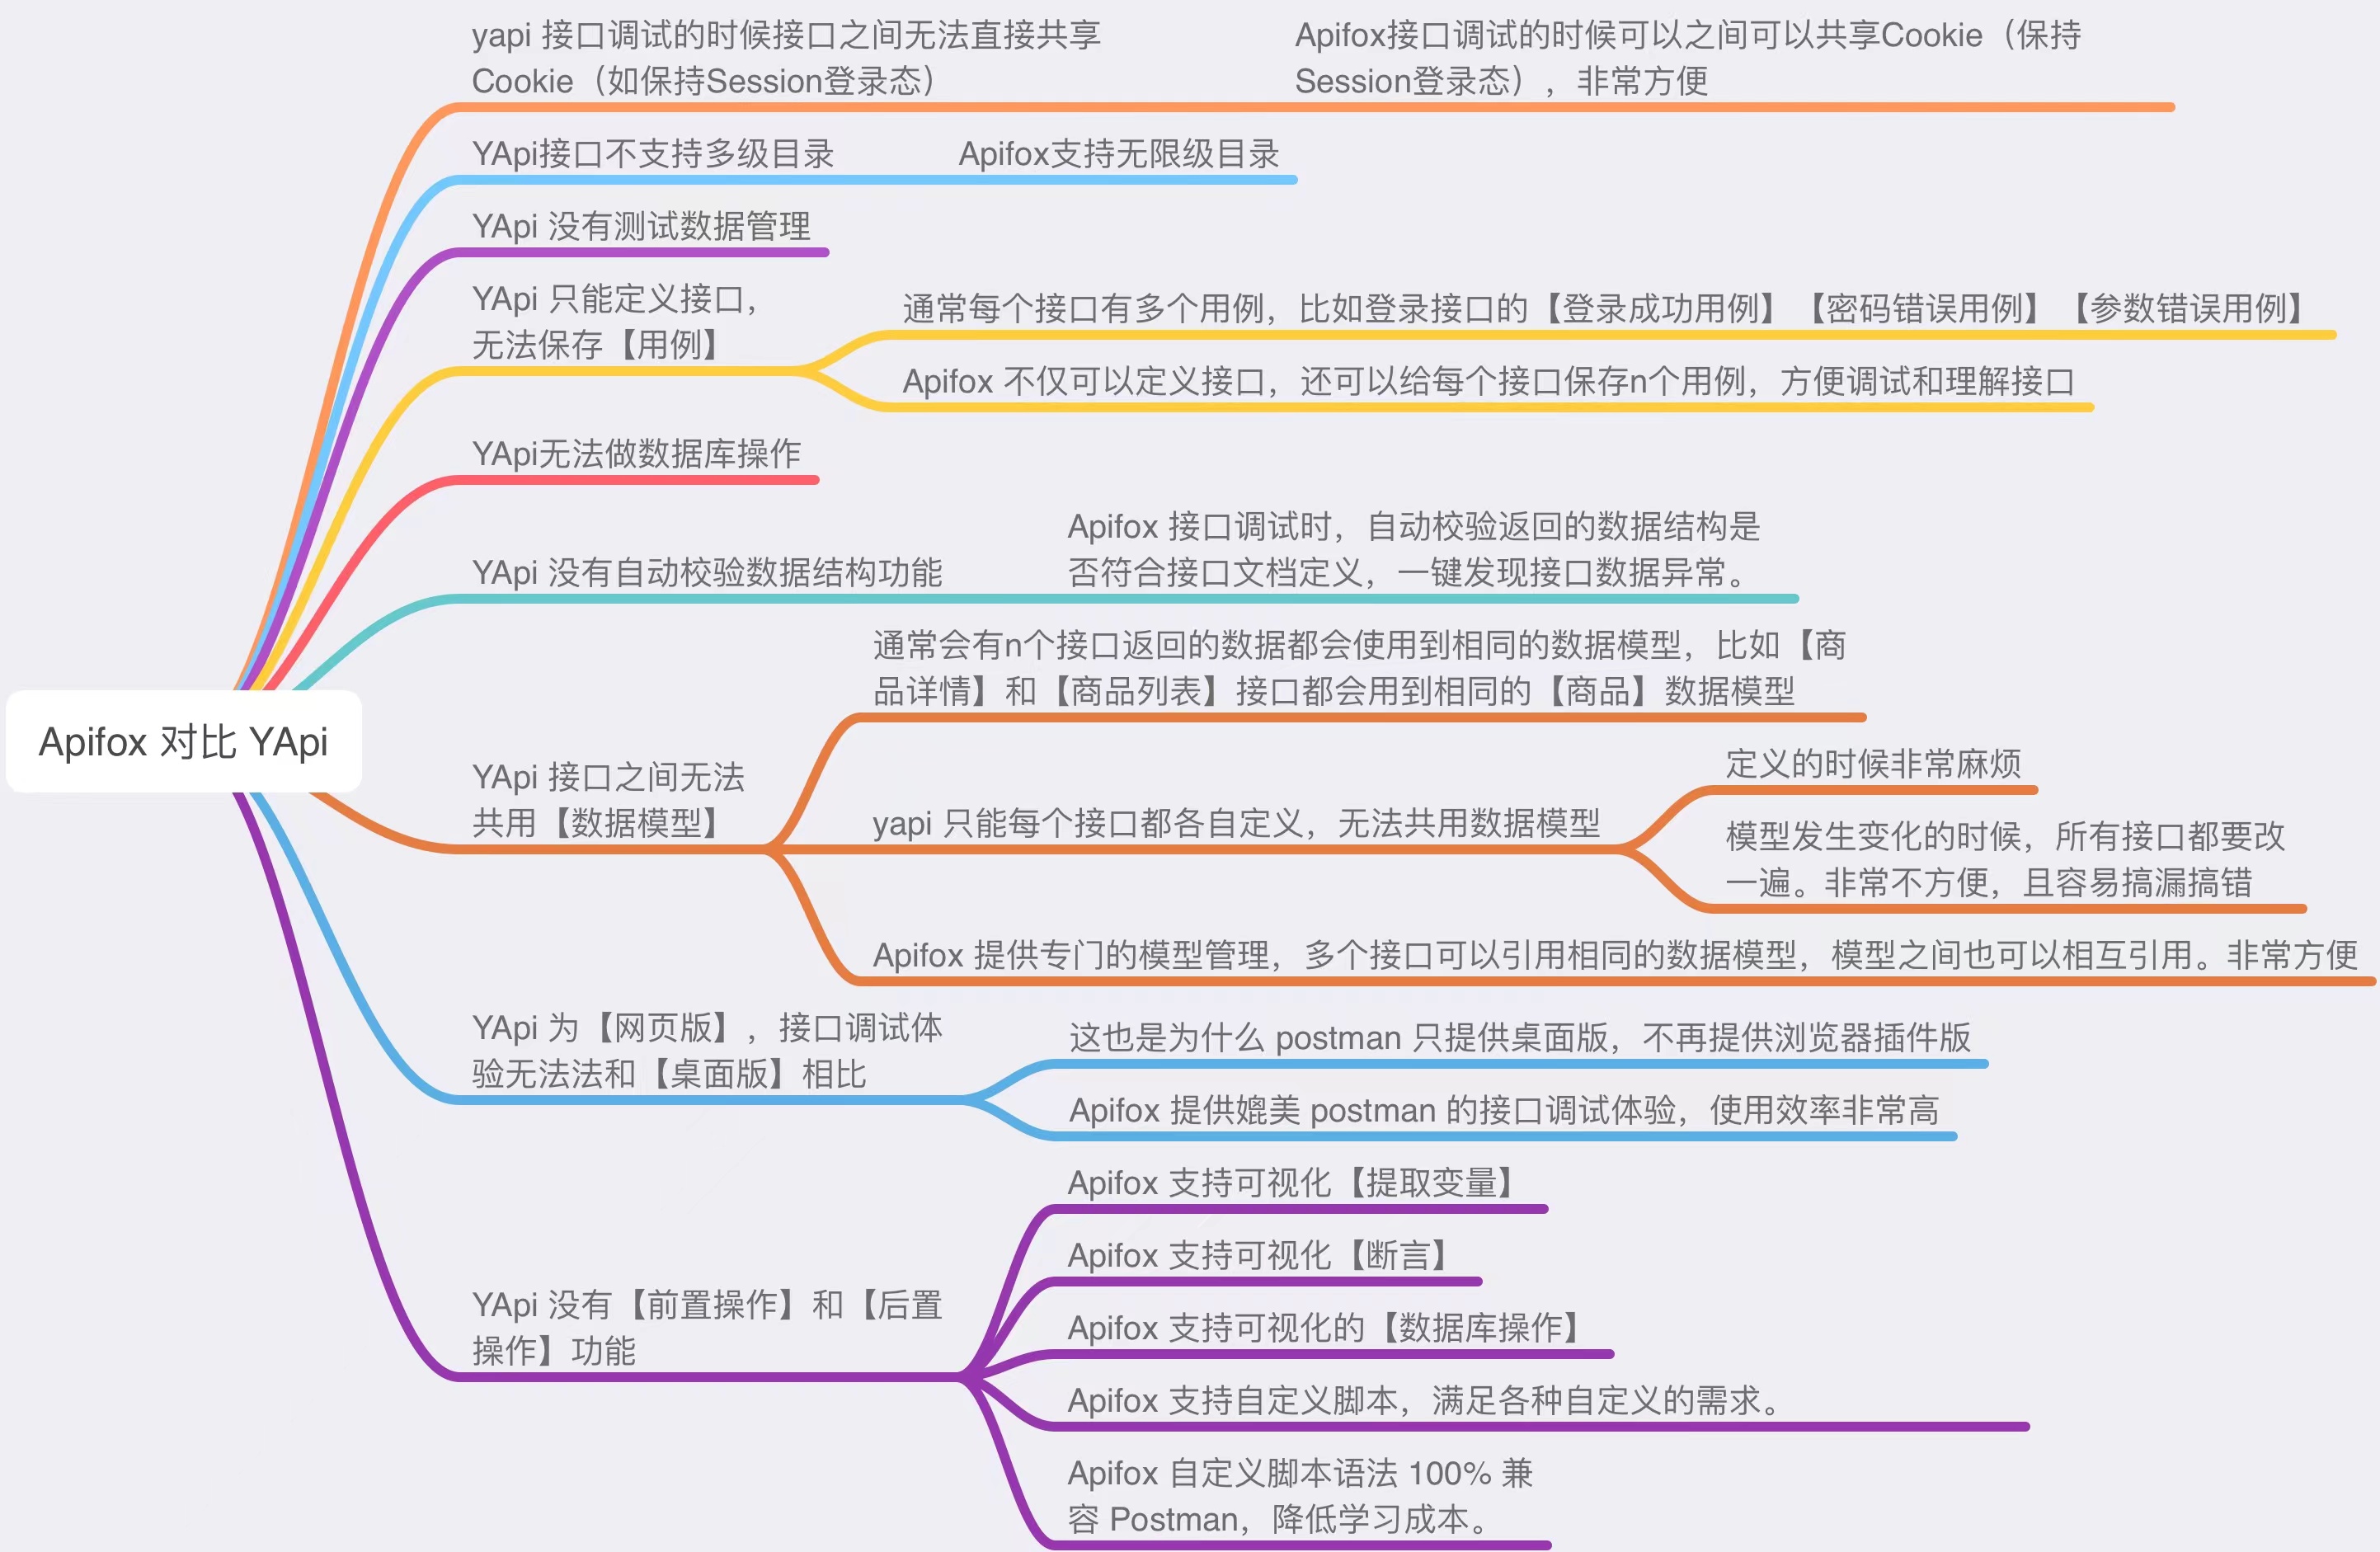 yapi 接口调试的时候接口之间无法直接共享
Cookie（如保持Session登录态）
Apifox接口调试的时候可以之间可以共享Cookie（保持
Session登录态），非常方便
YApi接口不支持多级目录
Apifox支持无限级目录
YApi 没有测试数据管理
YApi 只能定义接口，
无法保存【用例】
通常每个接口有多个用例，比如登录接口的【登录成功用例】【密码错误用例】【参数错误用例】
Apifox 不仅可以定义接口，还可以给每个接口保存n个用例，方便调试和理解接口
YApi无法做数据库操作
YApi 没有自动校验数据结构功能
Apifox 接口调试时，自动校验返回的数据结构是
否符合接口文档定义，一键发现接口数据异常。
Apifox 对比 YApi
YApi 接口之间无法
共用【数据模型】
通常会有n个接口返回的数据都会使用到相同的数据模型，比如【商
品详情】和【商品列表】接口都会用到相同的【商品】数据模型
yapi 只能每个接口都各自定义，无法共用数据模型
定义的时候非常麻烦
模型发生变化的时候，所有接口都要改
一遍。非常不方便，且容易搞漏搞错
Apifox 提供专门的模型管理，多个接口可以引用相同的数据模型，模型之间也可以相互引用。非常方便
YApi 为【网页版】，接口调试体
验无法法和【桌面版】相比
这也是为什么 postman 只提供桌面版，不再提供浏览器插件版
Apifox 提供媲美 postman 的接口调试体验，使用效率非常高
YApi 没有【前置操作】和【后置
操作】功能
Apifox 支持可视化【提取变量】
Apifox 支持可视化【断言】
Apifox 支持可视化的【数据库操作】
Apifox 支持自定义脚本，满足各种自定义的需求。
Apifox 自定义脚本语法 100% 兼
容 Postman，降低学习成本。